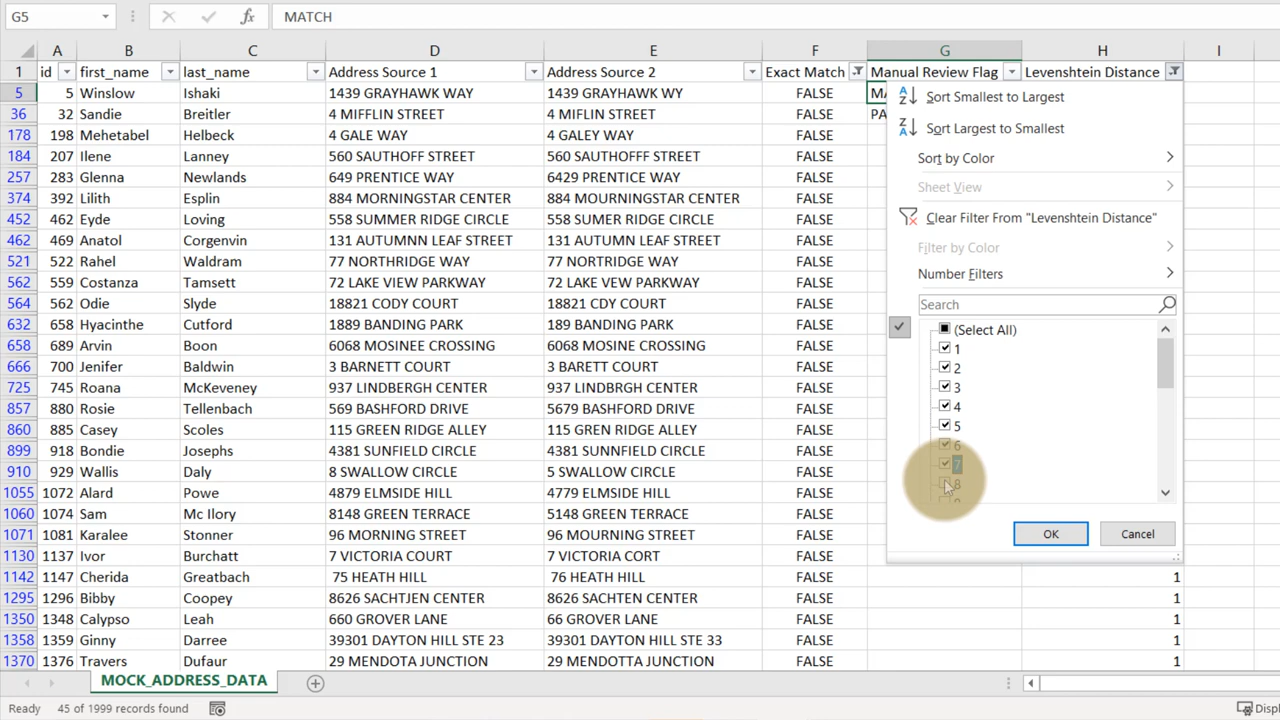 G5 fx MATCH
A B C D E F G H I
1 id first_name last_name Address Source 1 Address Source 2 Exact Match Manual Review Flag Levenshtein Distance
5 5 Winslow Ishaki 1439 GRAYHAWK WAY 1439 GRAYHAWK WY FALSE
36 32 Sandie Breitler 4 MIFFLIN STREET 4 MIFLIN STREET FALSE
178 198 Mehetabel Helbeck 4 GALE WAY 4 GALEY WAY FALSE
184 207 Ilene Lanney 560 SAUTHOFF STREET 560 SAUTHOFFF STREET FALSE
257 283 Glenna Newlands 649 PRENTICE WAY 6429 PRENTICE WAY FALSE
374 392 Lilith Esplin 884 MORNINGSTAR CENTER 884 MOURNINGSTAR CENTER FALSE
452 462 Eyde Loving 558 SUMMER RIDGE CIRCLE 558 SUMER RIDGE CIRCLE FALSE
462 469 Anatol Corgenvin 131 AUTUMNN LEAF STREET 131 AUTUMN LEAF STREET FALSE
521 522 Rahel Waldram 77 NORTHRIDGE WAY 77 NORTRIDGE WAY FALSE
562 559 Costanza Tamsett 72 LAKE VIEW PARKWAY 72 LAKE VEW PARKWAY FALSE
564 562 Odie Slyde 18821 CODY COURT 18821 CDY COURT FALSE
632 658 Hyacinthe Cutford 1889 BANDING PARK 189 BANDING PARK FALSE
658 689 Arvin Boon 6068 MOSINEE CROSSING 6068 MOSINE CROSSING FALSE
666 700 Jenifer Baldwin 3 BARNETT COURT 3 BARETT COURT FALSE
725 745 Roana McKeveney 937 LINDBERGH CENTER 937 LINDBRGH CENTER FALSE
857 880 Rosie Tellenbach 569 BASHFORD DRIVE 5679 BASHFORD DRIVE FALSE
860 885 Casey Scoles 115 GREEN RIDGE ALLEY 115 GREN RIDGE ALLEY FALSE
899 918 Bondie Josephs 4381 SUNFIELD CIRCLE 4381 SUNNFIELD CIRCLE FALSE
910 929 Wallis Daly 8 SWALLOW CIRCLE 5 SWALLOW CIRCLE FALSE
1055 1072 Alard Powe 4879 ELMSIDE HILL 4779 ELMSIDE HILL FALSE
1060 1074 Sam Mc Ilory 8148 GREEN TERRACE 5148 GREEN TERRACE FALSE
1071 1081 Karalee Stonner 96 MORNING STREET 96 MOURNING STREET FALSE
1130 1137 Ivor Burchatt 7 VICTORIA COURT 7 VICTORIA CORT FALSE
1142 1147 Cherida Greatbach 75 HEATH HILL 76 HEATH HILL FALSE 1
1295 1296 Bibby Coopey 8626 SACHTJEN CENTER 8626 SACHTEN CENTER FALSE 1
1350 1348 Calypso Leah 660 GROVER LANE 66 GROVER LANE FALSE 1
1358 1359 Ginny Darree 39301 DAYTON HILL STE 23 39301 DAYTON HILL STE 33 FALSE 1
1370 1376 Travers Dufaur 29 MENDOTA JUNCTION 29 MENDOTTA JUNCTION FALSE 1
Sort Smallest to Largest
Sort Largest to Smallest
Sort by Color
Sheet View
Clear Filter From "Levenshtein Distance"
Filter by Color
Number Filters
Search
(Select All)
1
2
3
4
5
6
7
8
OK Cancel
MOCK_ADDRESS_DATA
Ready 45 of 1999 records found